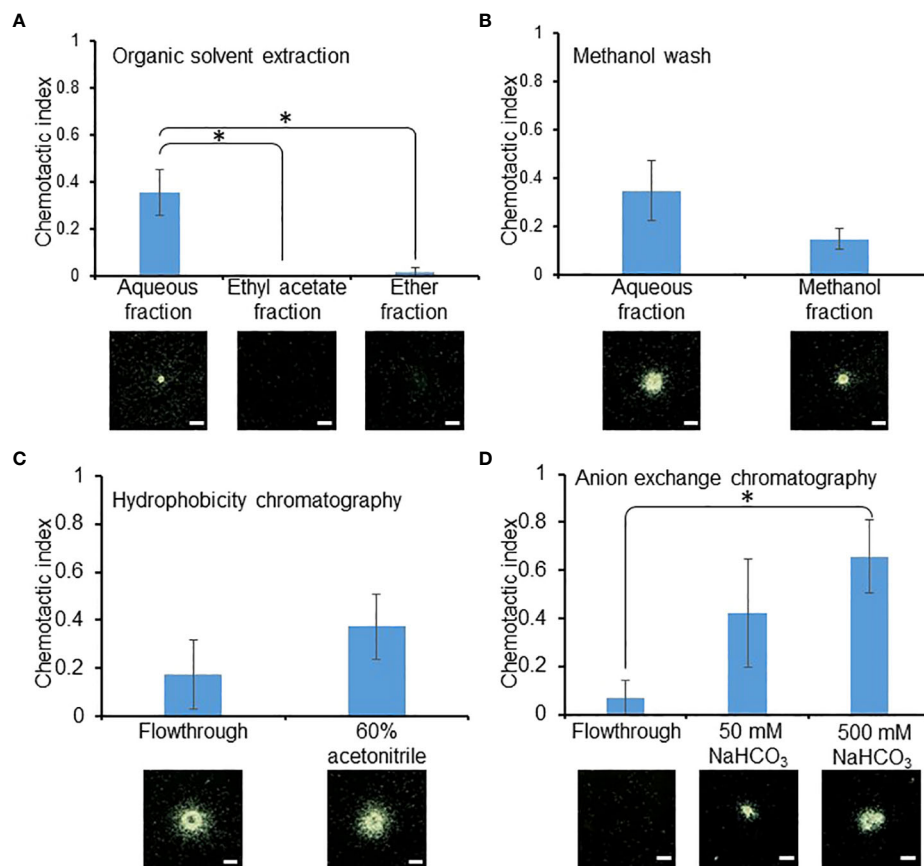 A
Chemotactic index
1
0.8
0.6
0.4
0.2
0
Organic solvent extraction
*
*
Aqueous fraction
Ethyl acetate fraction
Ether fraction
B
Chemotactic index
1
0.8
0.6
0.4
0.2
0
Methanol wash
Aqueous fraction
Methanol fraction
C
Chemotactic index
1
0.8
0.6
0.4
0.2
0
Hydrophobicity chromatography
Flowthrough
60% acetonitrile
D
Chemotactic index
1
0.8
0.6
0.4
0.2
0
Anion exchange chromatography
*
Flowthrough
50 mM NaHCO₃
500 mM NaHCO₃